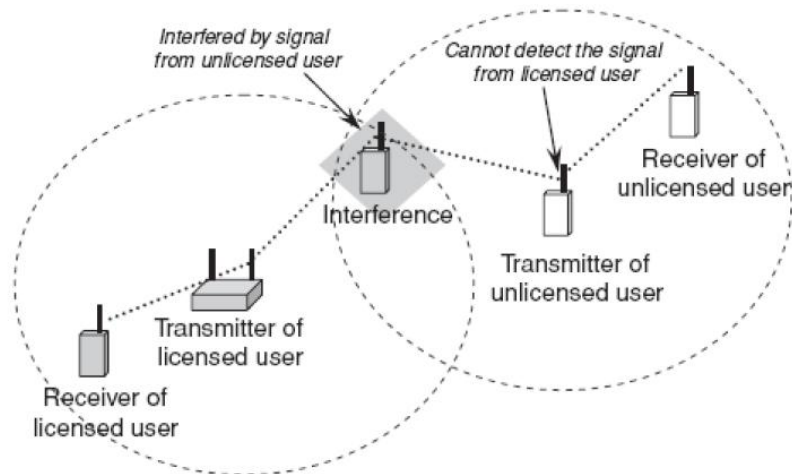 Interfered by signal
from unlicensed user
Cannot detect the signal
from licensed user
Receiver of
unlicensed user
Interference
Transmitter of
unlicensed user
Transmitter of
licensed user
Receiver of
licensed user